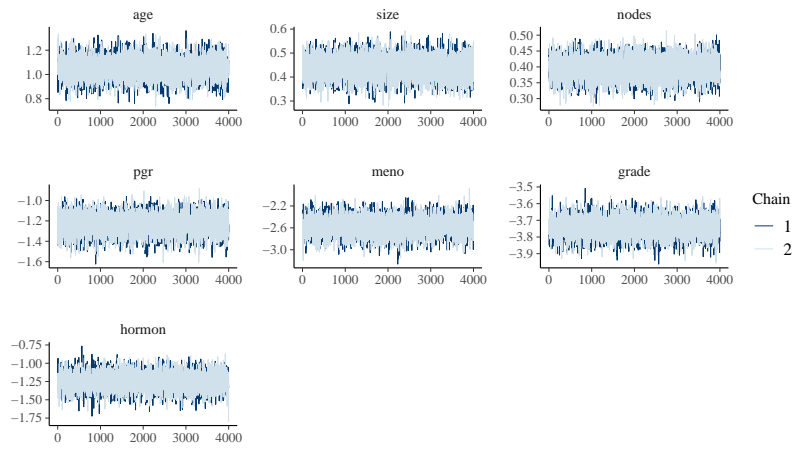 age
1.2
1.0
0.8
0 1000 2000 3000 4000
size
0.6
0.5
0.4
0.3
0 1000 2000 3000 4000
nodes
0.50
0.45
0.40
0.35
0.30
0 1000 2000 3000 4000
pgr
−1.0
−1.2
−1.4
−1.6
0 1000 2000 3000 4000
meno
−2.2
−2.6
−3.0
0 1000 2000 3000 4000
grade
−3.5
−3.6
−3.7
−3.8
−3.9
0 1000 2000 3000 4000
Chain
1
2
hormon
−0.75
−1.00
−1.25
−1.50
−1.75
0 1000 2000 3000 4000